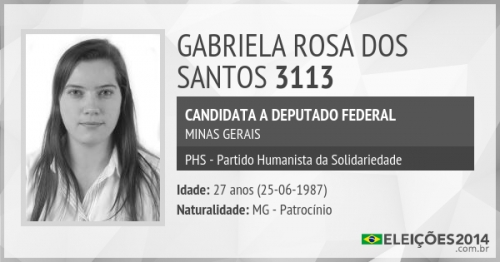 GABRIELA ROSA DOS
SANTOS 3113
CANDIDATA A DEPUTADO FEDERAL
MINAS GERAIS
PHS - Partido Humanista da Solidariedade
Idade: 27 anos (25-06-1987)
Naturalidade: MG - Patrocínio
ELEIÇÕES2014
.com.br